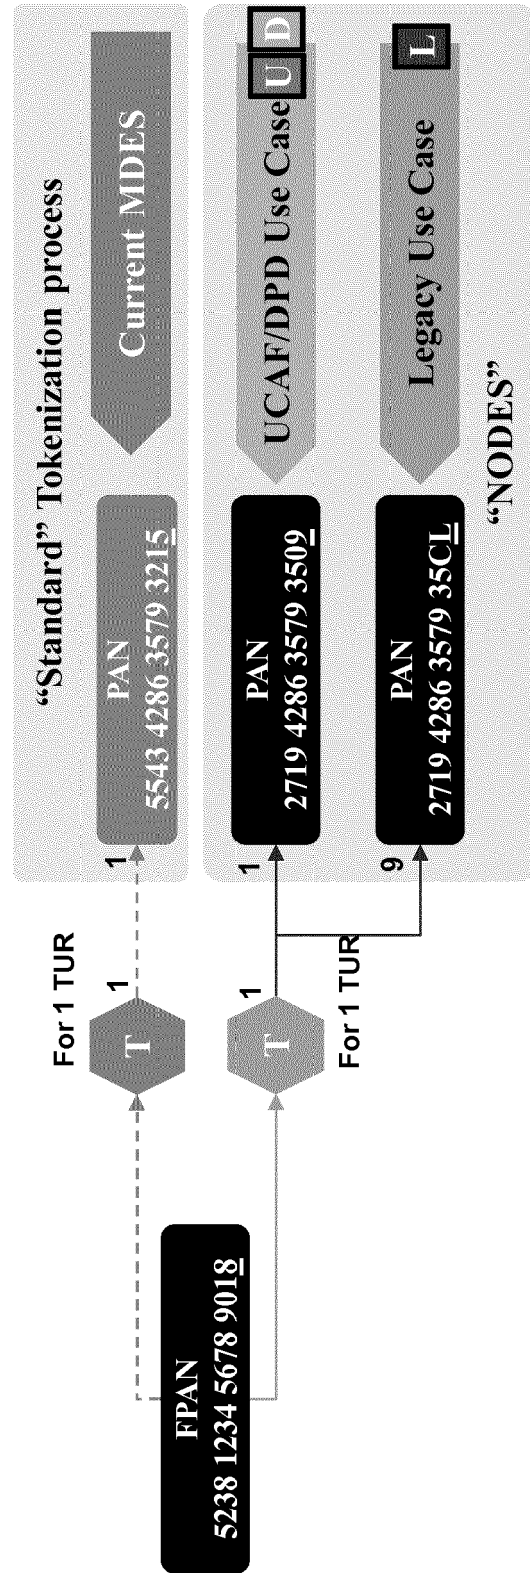 FPAN
5238 1234 5678 9018
For 1 TUR
T
1
1
"Standard" Tokenization process
PAN
5543 4286 3579 3215
Current MDES
T
For 1 TUR
1
1
9
PAN
2719 4286 3579 3509
UCAF/DPD Use Case
U
D
PAN
2719 4286 3579 35CL
Legacy Use Case
L
"NODES"